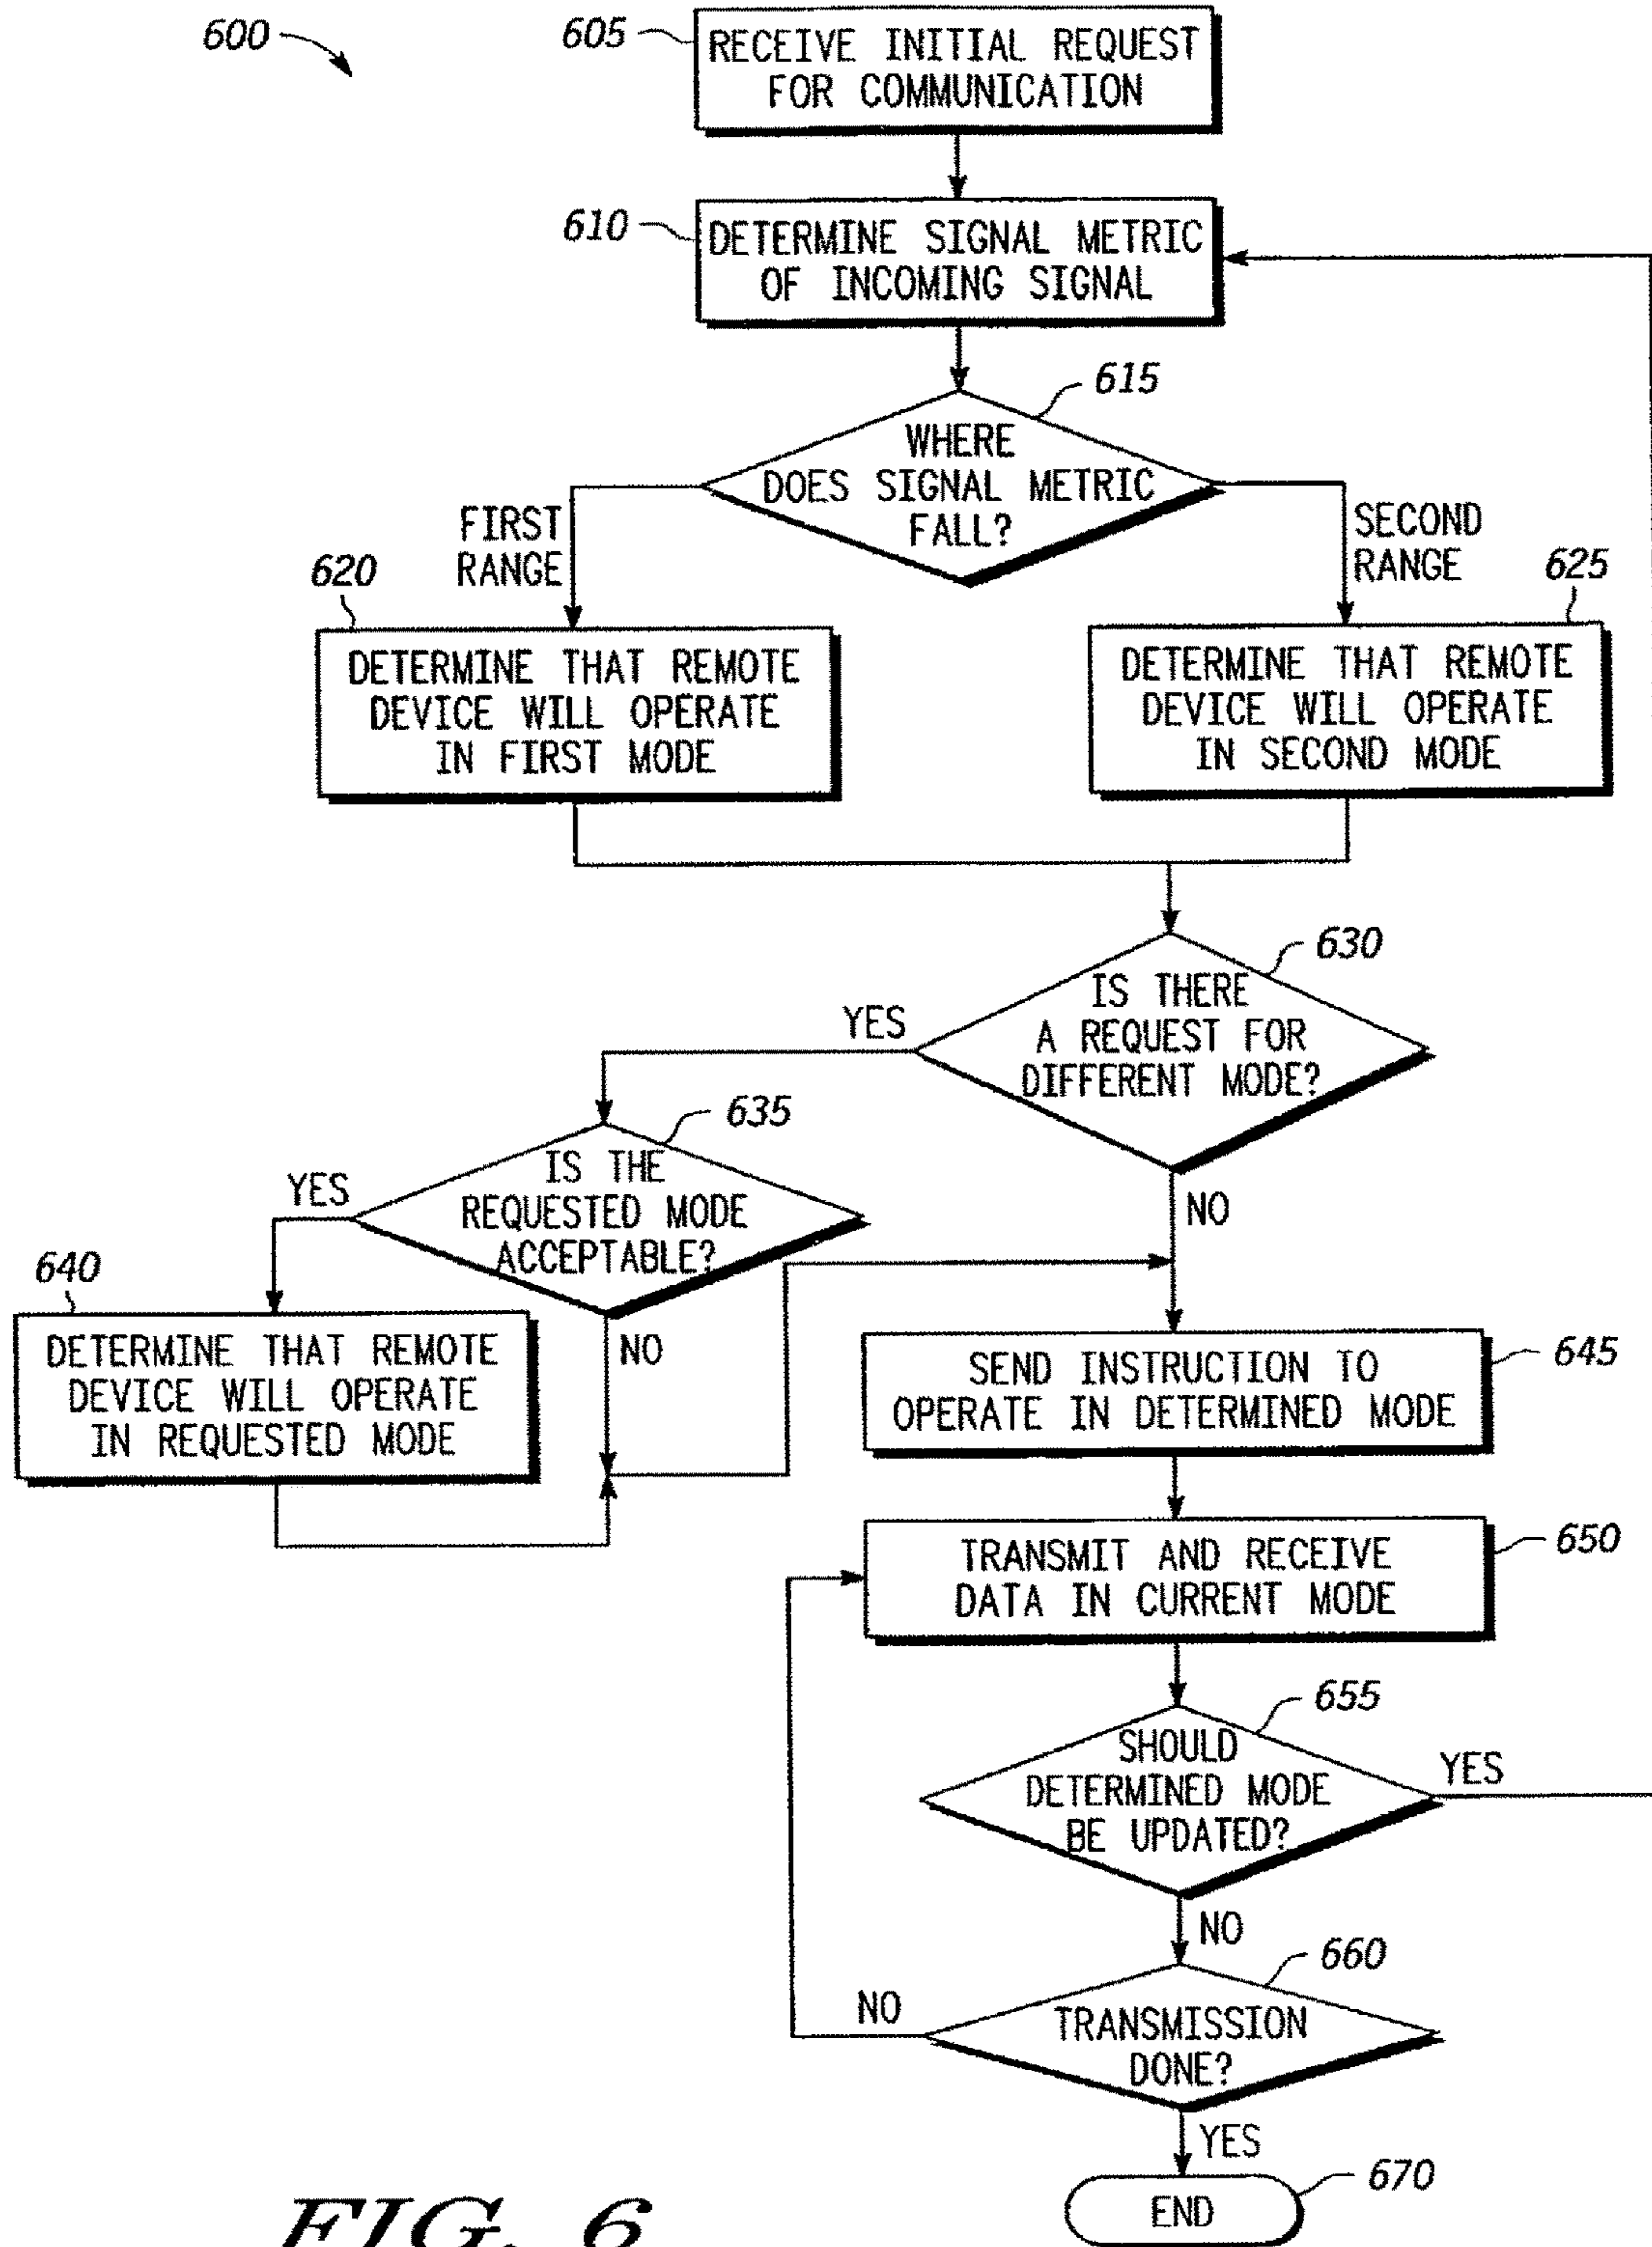 600
605
RECEIVE INITIAL REQUEST
FOR COMMUNICATION
610
DETERMINE SIGNAL METRIC
OF INCOMING SIGNAL
615
WHERE
DOES SIGNAL METRIC
FALL?
FIRST
RANGE
SECOND
RANGE
620
DETERMINE THAT REMOTE
DEVICE WILL OPERATE
IN FIRST MODE
625
DETERMINE THAT REMOTE
DEVICE WILL OPERATE
IN SECOND MODE
630
IS THERE
A REQUEST FOR
DIFFERENT MODE?
YES
NO
635
IS THE
REQUESTED MODE
ACCEPTABLE?
YES
NO
640
DETERMINE THAT REMOTE
DEVICE WILL OPERATE
IN REQUESTED MODE
645
SEND INSTRUCTION TO
OPERATE IN DETERMINED MODE
650
TRANSMIT AND RECEIVE
DATA IN CURRENT MODE
655
SHOULD
DETERMINED MODE
BE UPDATED?
YES
NO
660
TRANSMISSION
DONE?
NO
YES
670
END
FIG. 6